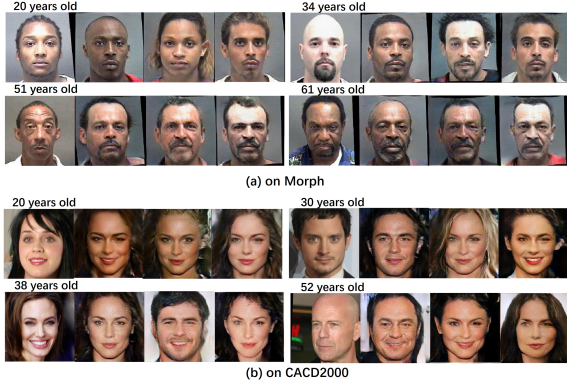 20 years old
34 years old
51 years old
61 years old
(a) on Morph
20 years old
30 years old
38 years old
52 years old
(b) on CACD2000